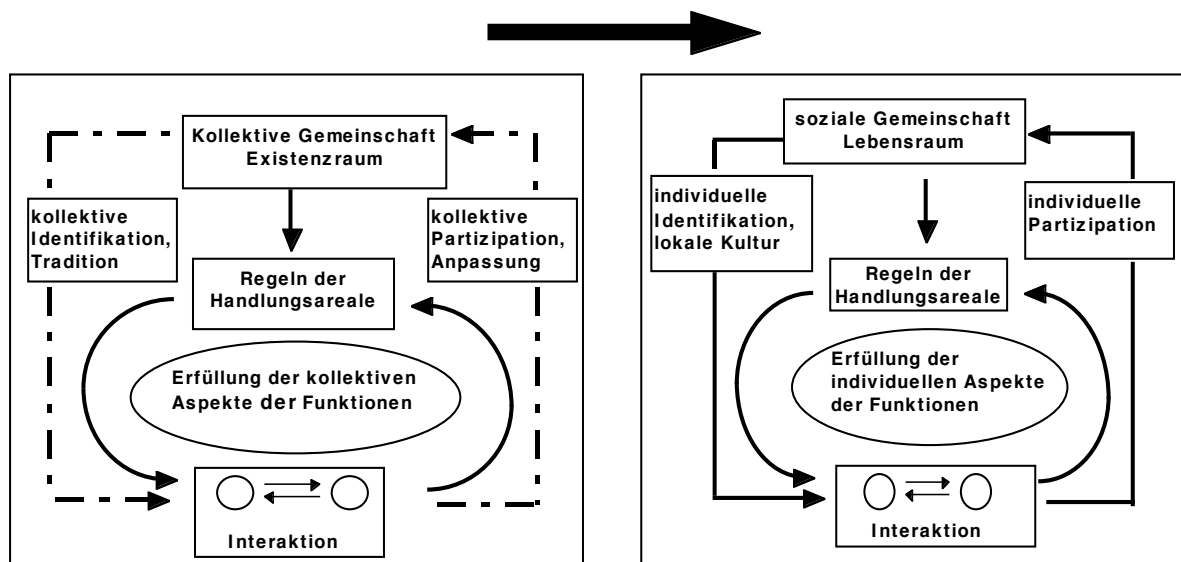 Kollektive Gemeinschaft
Existenzraum
kollektive
Identifikation,
Tradition
kollektive
Partizipation,
Anpassung
Regeln der
Handlungsareale
Erfüllung der kollektiven
Aspekte der Funktionen
Interaktion
soziale Gemeinschaft
Lebensraum
individuelle
Identifikation,
lokale Kultur
individuelle
Partizipation
Regeln der
Handlungsareale
Erfüllung der
individuellen Aspekte
der Funktionen
Interaktion